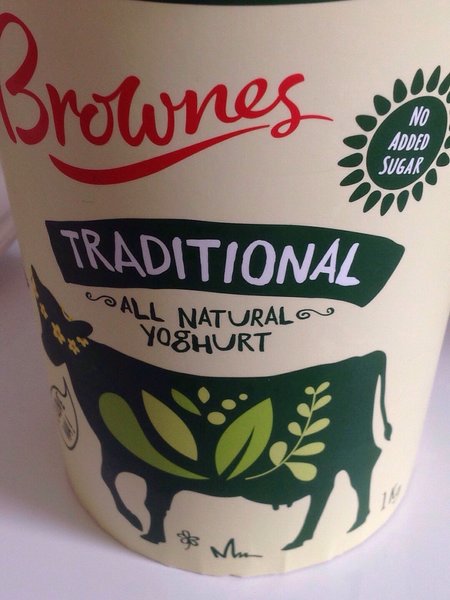 Brownes
NO
ADDED
SUGAR
TRADITIONAL
ALL NATURAL
YOGHURT
1Kg